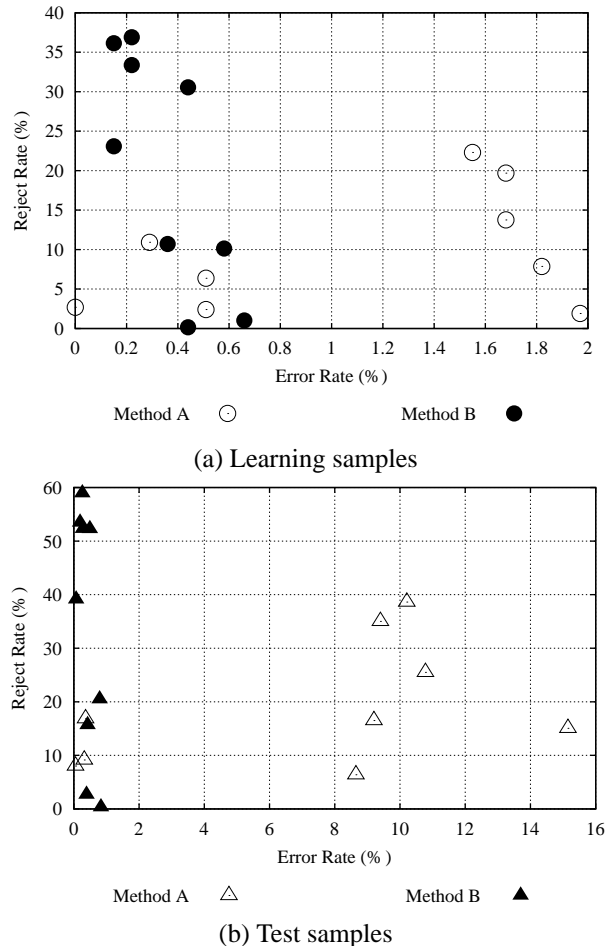 40
35
30
25
20
15
10
5
0
Reject Rate (%)
0 0.2 0.4 0.6 0.8 1 1.2 1.4 1.6 1.8 2
Error Rate (%)
Method A Method B
(a) Learning samples
60
50
40
30
20
10
0
Reject Rate (%)
0 2 4 6 8 10 12 14 16
Error Rate (%)
Method A Method B
(b) Test samples